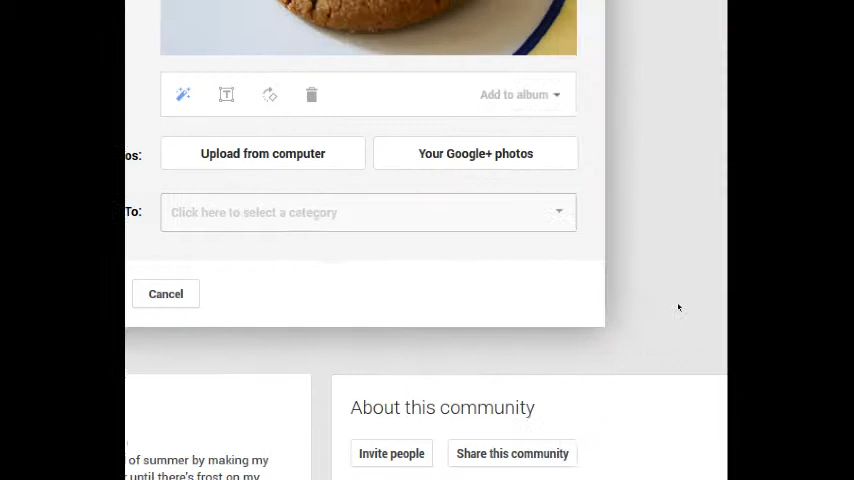 T
Add to album
os:
Upload from computer
Your Google+ photos
To:
Click here to select a category
Cancel
About this community
Invite people
Share this community
of summer by making my
until there's frost on my